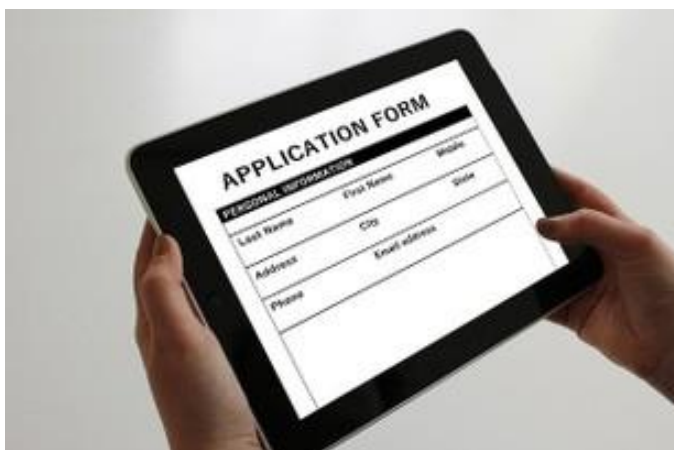 APPLICATION FORM
PERSONAL INFORMATION
Last Name First Name Middle
Address City State
Phone Email address